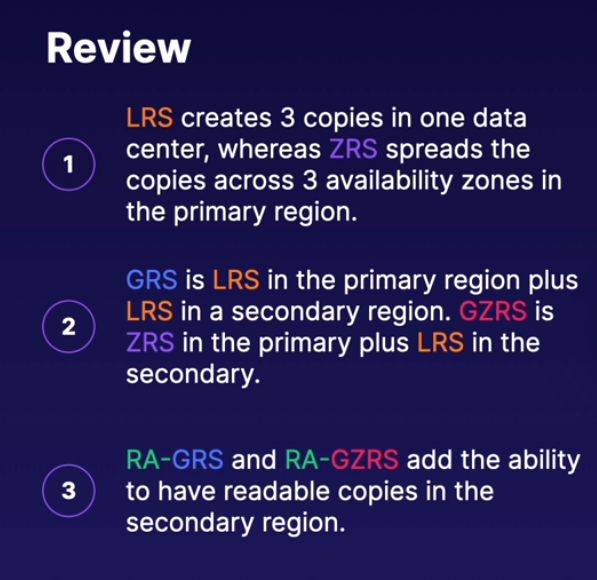 Review
1
LRS creates 3 copies in one data
center, whereas ZRS spreads the
copies across 3 availability zones in
the primary region.
2
GRS is LRS in the primary region plus
LRS in a secondary region. GZRS is
ZRS in the primary plus LRS in the
secondary.
3
RA-GRS and RA-GZRS add the ability
to have readable copies in the
secondary region.